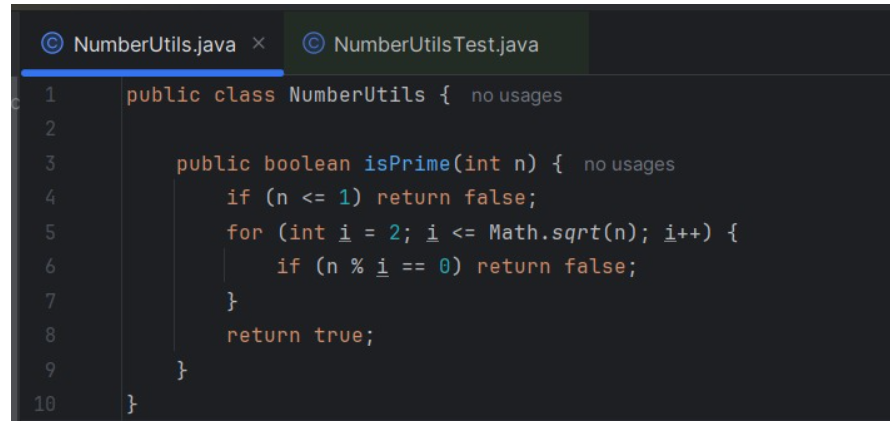 NumberUtils.java
NumberUtilsTest.java
1 public class NumberUtils { no usages
2
3 public boolean isPrime(int n) { no usages
4 if (n <= 1) return false;
5 for (int i = 2; i <= Math.sqrt(n); i++) {
6 if (n % i == 0) return false;
7 }
8 return true;
9 }
10 }